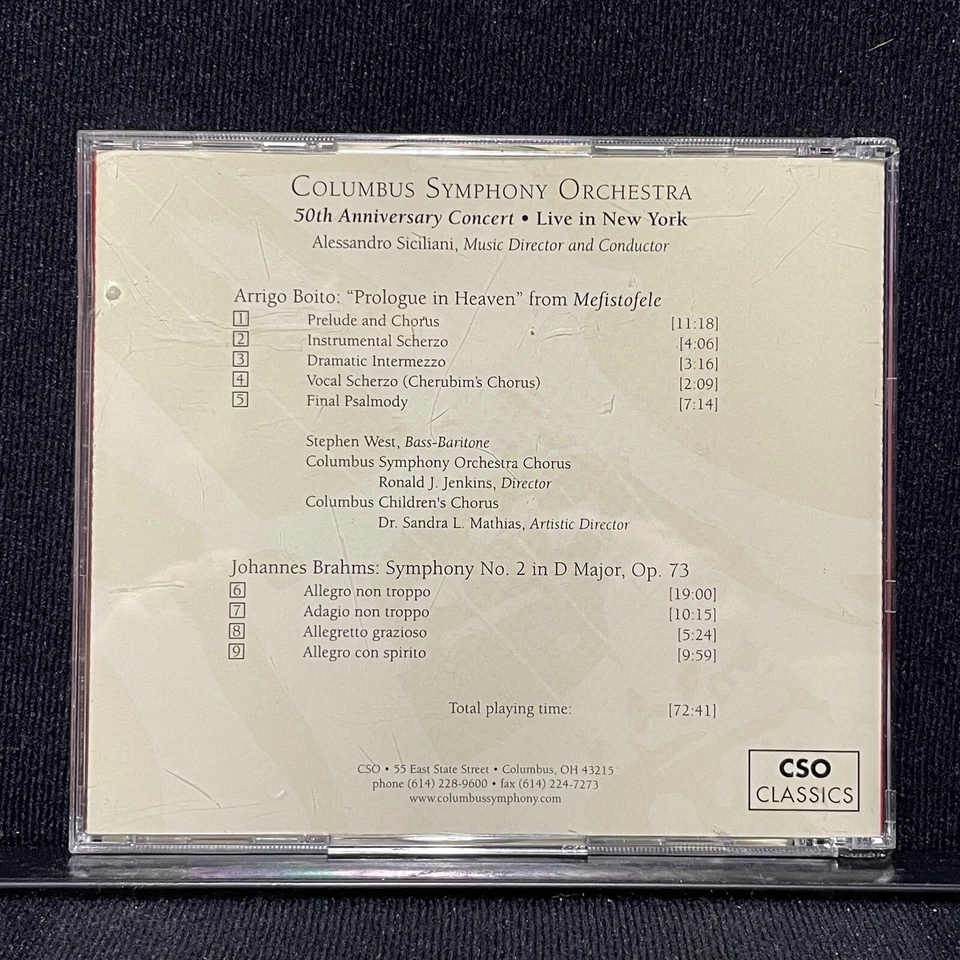 COLUMBUS SYMPHONY ORCHESTRA
50th Anniversary Concert • Live in New York
Alessandro Siciliani, Music Director and Conductor
Arrigo Boito: “Prologue in Heaven” from Mefistofele
1 Prelude and Chorus [11:18]
2 Instrumental Scherzo [4:06]
3 Dramatic Intermezzo [3:16]
4 Vocal Scherzo (Cherubim's Chorus) [2:09]
5 Final Psalmody [7:14]
Stephen West, Bass-Baritone
Columbus Symphony Orchestra Chorus
Ronald J. Jenkins, Director
Columbus Children's Chorus
Dr. Sandra L. Mathias, Artistic Director
Johannes Brahms: Symphony No. 2 in D Major, Op. 73
6 Allegro non troppo [19:00]
7 Adagio non troppo [10:15]
8 Allegretto grazioso [5:24]
9 Allegro con spirito [9:59]
Total playing time: [72:41]
CSO • 55 East State Street • Columbus, OH 43215
phone (614) 228-9600 • fax (614) 224-7273
www.columbussymphony.com
CSO
CLASSICS